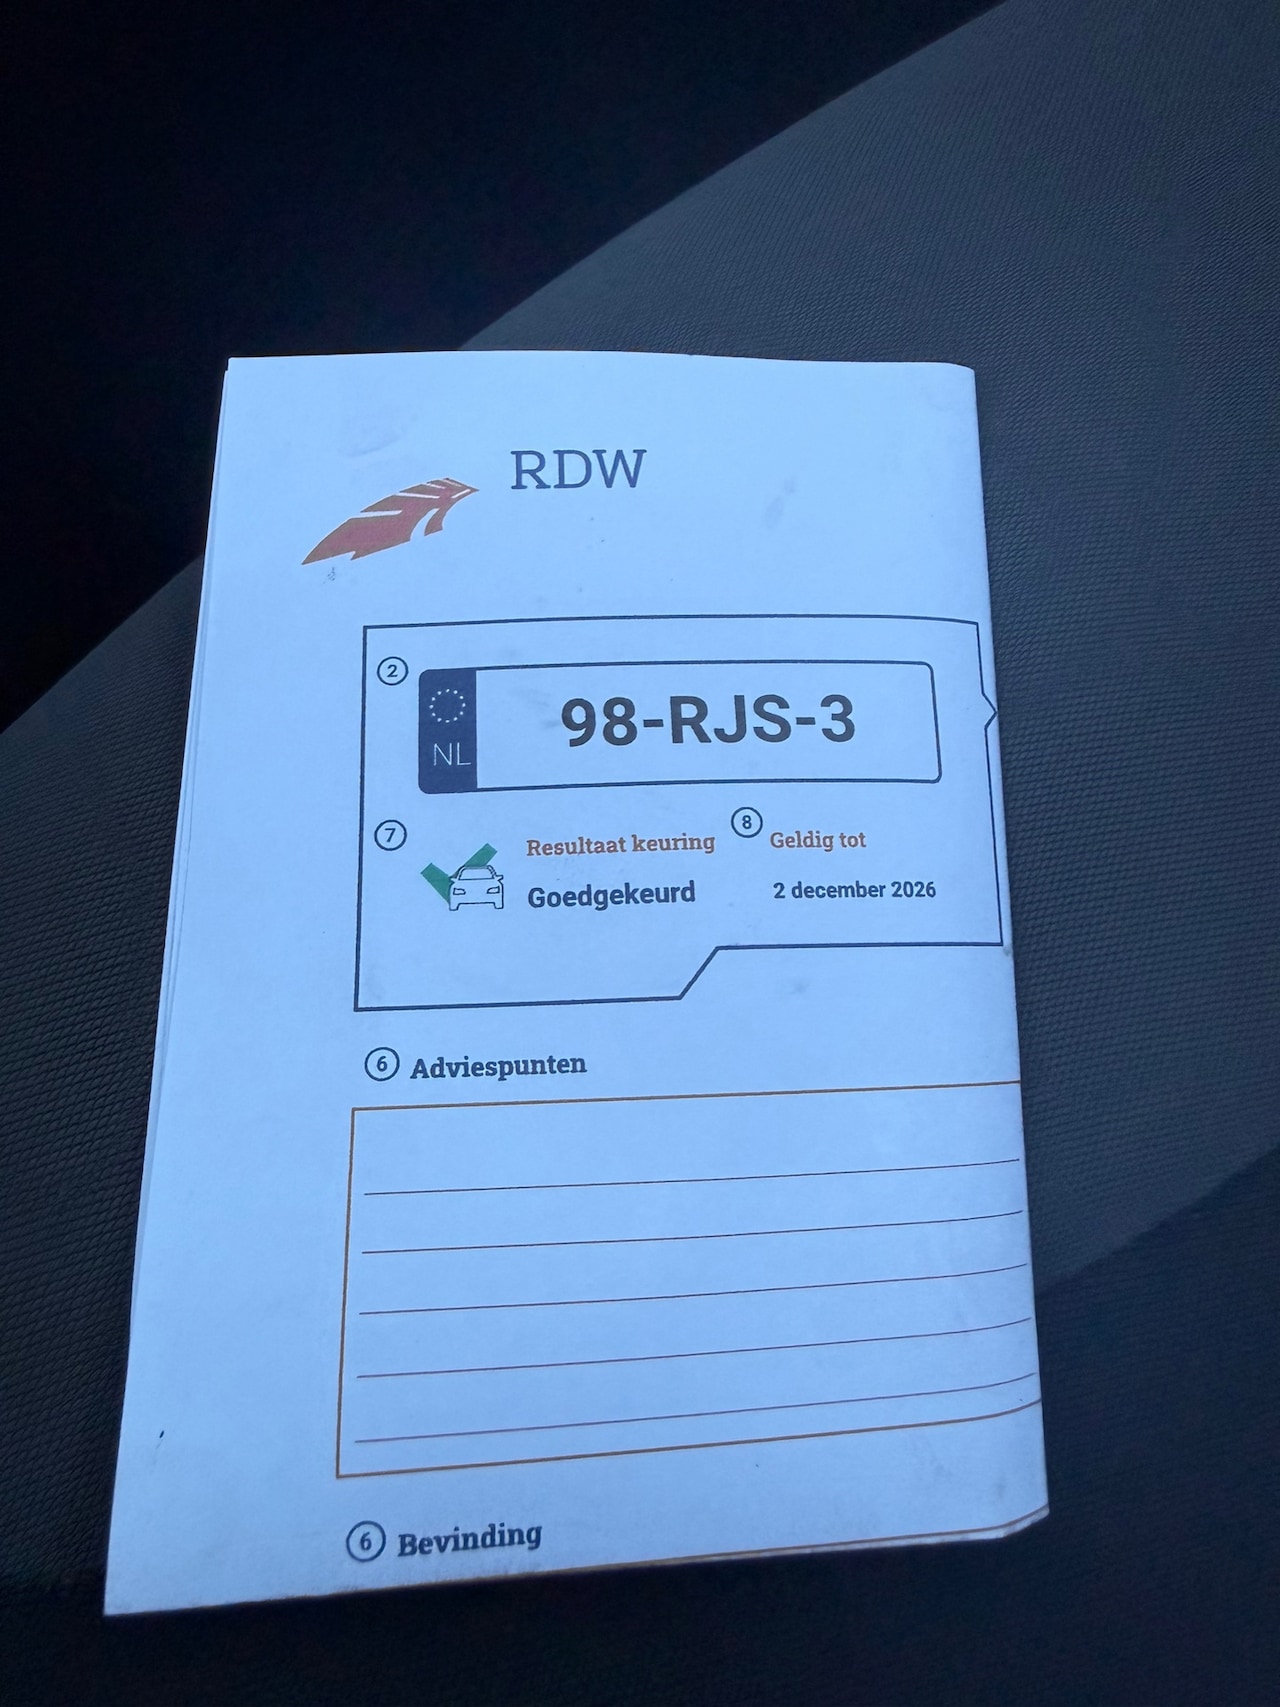 RDW
2
NL
98-RJS-3
7
Resultaat keuring
8
Geldig tot
Goedgekeurd
2 december 2026
6 Adviespunten
6 Bevinding